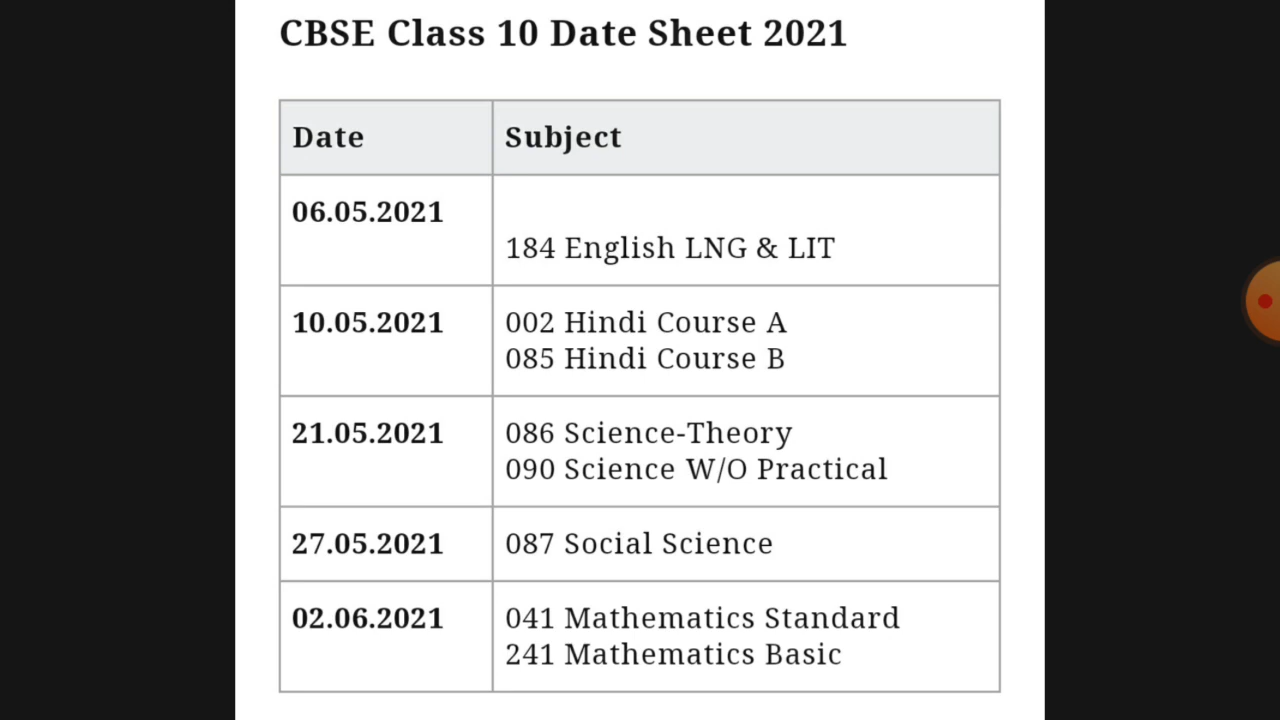 CBSE Class 10 Date Sheet 2021
Date Subject
06.05.2021
184 English LNG & LIT
10.05.2021 002 Hindi Course A
085 Hindi Course B
21.05.2021 086 Science-Theory
090 Science W/O Practical
27.05.2021 087 Social Science
02.06.2021 041 Mathematics Standard
241 Mathematics Basic